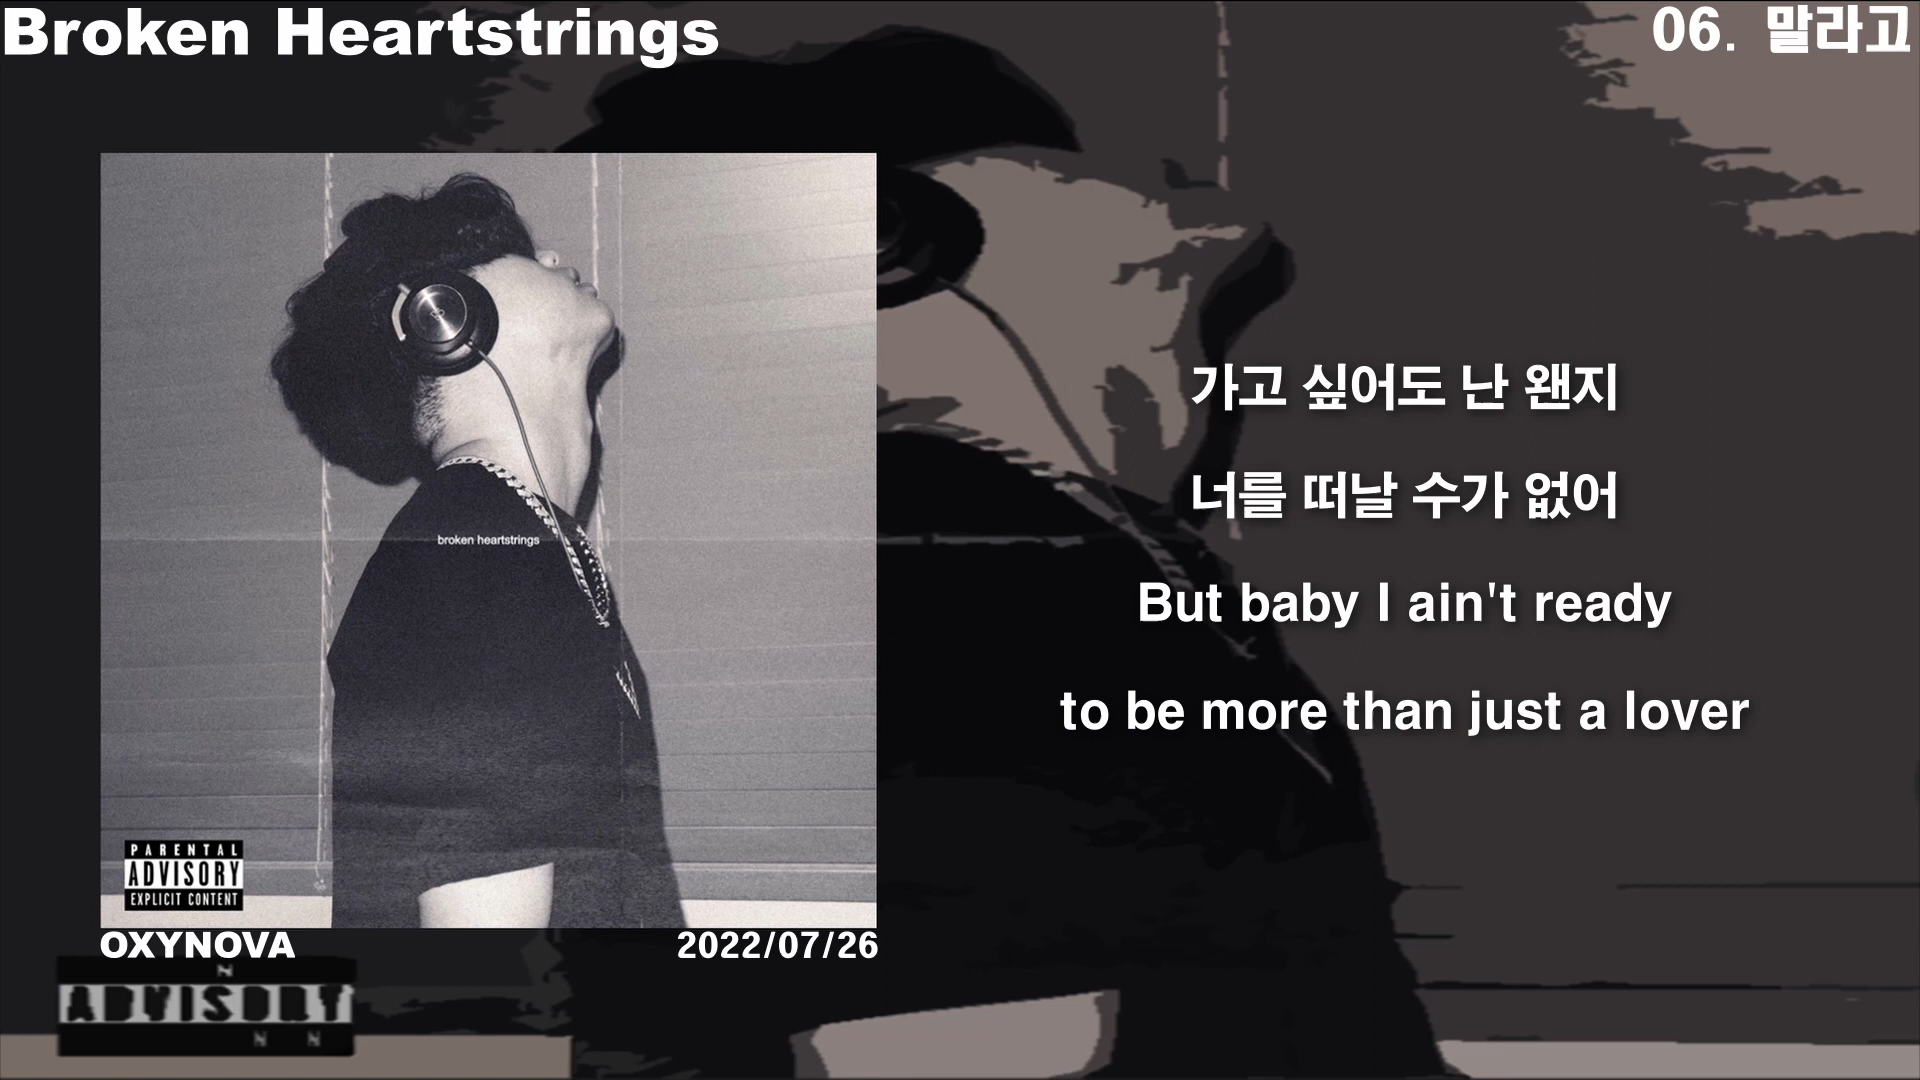 Broken Heartstrings
06. 말라고
broken heartstrings
PARENTAL
ADVISORY
EXPLICIT CONTENT
OXYNOVA
2022/07/26
ADVISORY
가고 싶어도 난 왠지
너를 떠날 수가 없어
But baby I ain't ready
to be more than just a lover